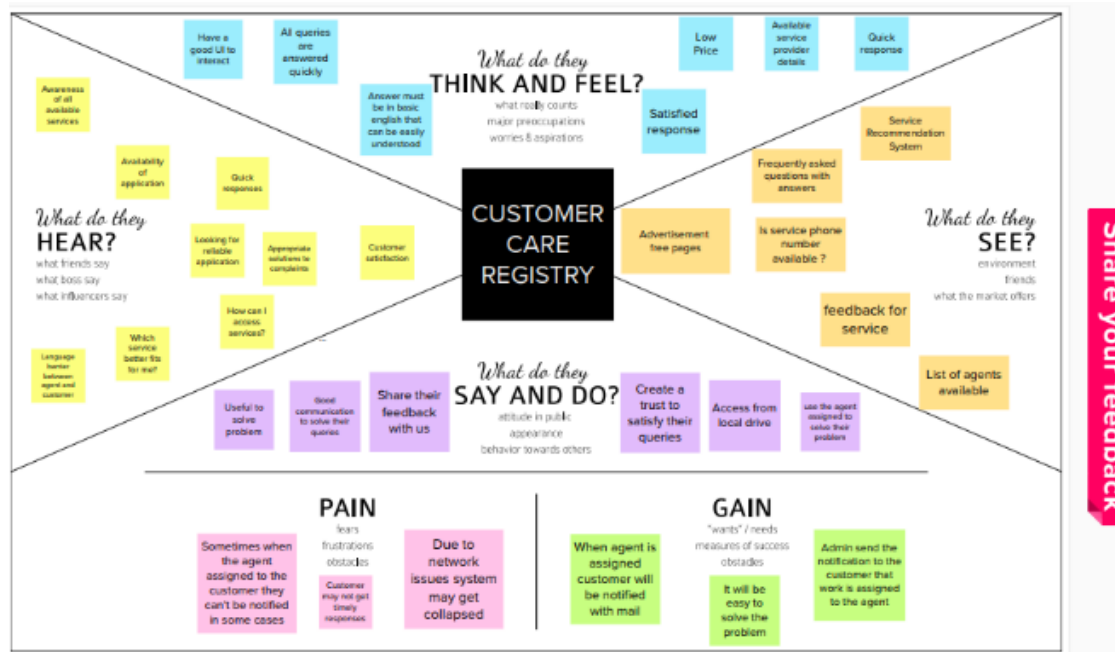 Have a
good UI to
interact
All queries
are
answered
quickly
Answer must
be in basic
english that
can be easily
understood
What do they
THINK AND FEEL?
what really counts
major preoccupations
worries & aspirations
Low
Price
Available
service
provider
details
Quick
response
Satisfied
response
Awareness
of all
available
services
Availability
of
application
Quick
responses
What do they
HEAR?
what friends say
what boss say
what influencers say
Looking for
reliable
application
Appropriate
solutions to
complaints
Customer
satisfaction
How can I
access
services?
Which
service
better fits
for me?
Language
barrier
between
agent and
customer
CUSTOMER
CARE
REGISTRY
Service
Recommendation
System
Frequently asked
questions with
answers
Advertisement
free pages
Is service phone
number
available ?
What do they
SEE?
environment
friends
what the market offers
feedback for
service
List of agents
available
What do they
SAY AND DO?
attitude in public
appearance
behavior towards others
Useful to
solve
problem
Good
communication
to solve their
queries
Share their
feedback
with us
Create a
trust to
satisfy their
queries
Access from
local drive
use the agent
assigned to
solve their
problem
PAIN
fears
frustrations
obstacles
Sometimes when
the agent
assigned to the
customer they
can't be notified
in some cases
Customer
may not get
timely
responses
Due to
network
issues system
may get
collapsed
GAIN
"wants" / needs
measures of success
obstacles
When agent is
assigned
customer will
be notified
with mail
It will be
easy to
solve the
problem
Admin send the
notification to the
customer that
work is assigned
to the agent
Share your feedback